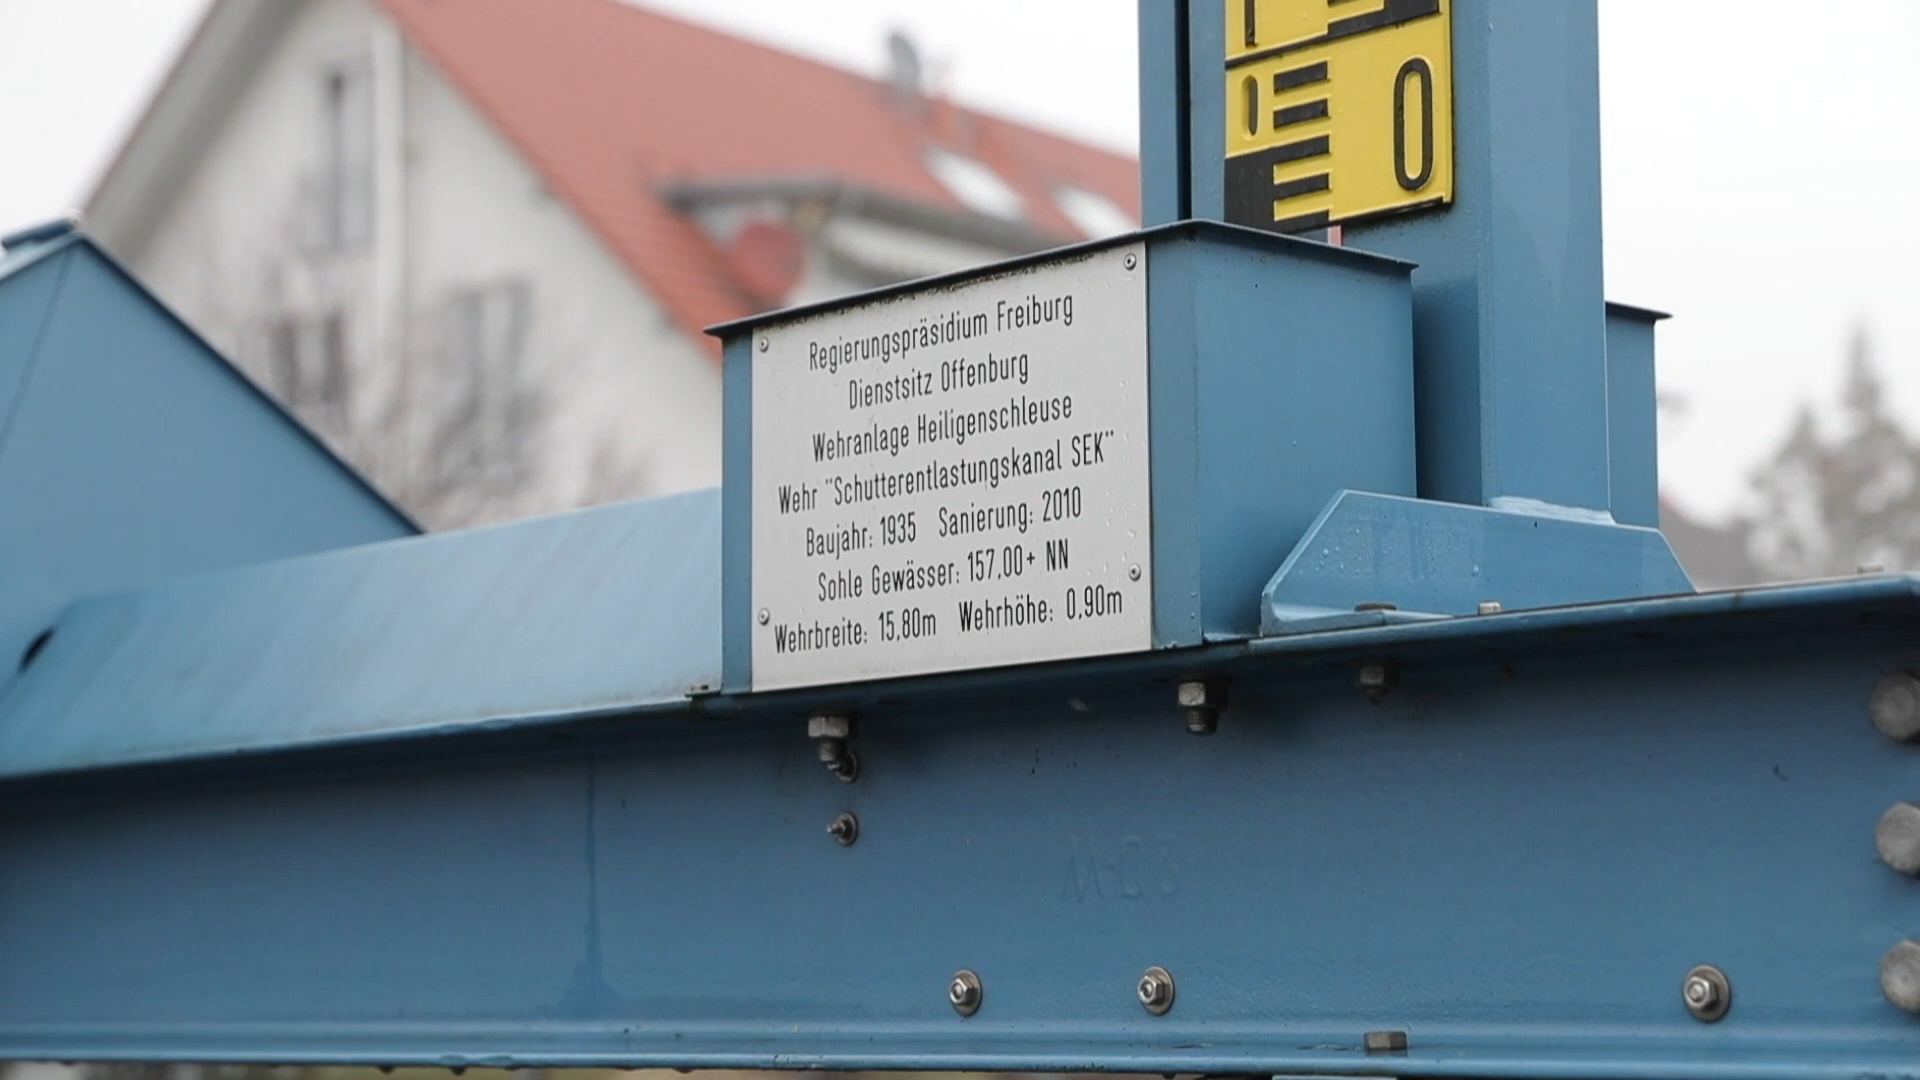 0
Regierungspräsidium Freiburg
Dienstsitz Offenburg
Wehranlage Heiligenschleuse
Wehr "Schutterentlastungskanal SEK"
Baujahr: 1935 Sanierung: 2010
Sohle Gewässer: 157,00+ NN
Wehrbreite: 15,80m Wehrhöhe: 0,90m